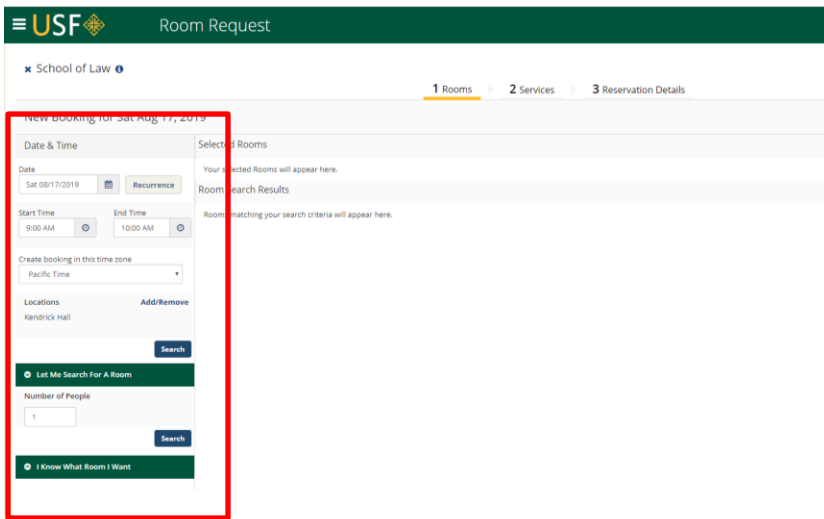 USF Room Request
School of Law
1 Rooms 2 Services 3 Reservation Details
New Booking for Sat Aug 17, 2019
Date & Time
Selected Rooms
Date
Your selected Rooms will appear here.
Sat 08/17/2019 Recurrence
Room Search Results
Start Time End Time
Rooms matching your search criteria will appear here.
9:00 AM 10:00 AM
Create booking in this time zone
Pacific Time
Locations Add/Remove
Kendrick Hall
Search
Let Me Search For A Room
Number of People
1
Search
I Know What Room I Want